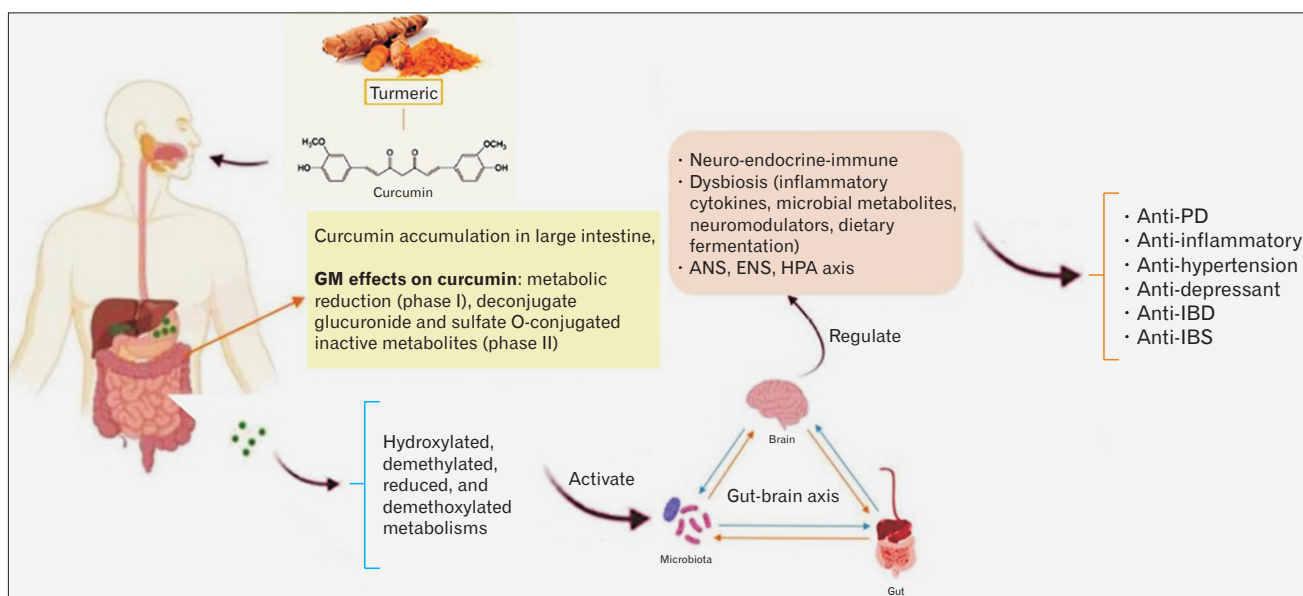 Turmeric
H₃CO
O
O
OCH₃
HO
OH
Curcumin
Curcumin accumulation in large intestine,
GM effects on curcumin: metabolic
reduction (phase I), deconjugate
glucuronide and sulfate O-conjugated
inactive metabolites (phase II)
Hydroxylated,
demethylated,
reduced, and
demethoxylated
metabolisms
Activate
Microbiota
Gut-brain axis
Brain
Gut
Regulate
· Neuro-endocrine-immune
· Dysbiosis (inflammatory
cytokines, microbial metabolites,
neuromodulators, dietary
fermentation)
· ANS, ENS, HPA axis
· Anti-PD
· Anti-inflammatory
· Anti-hypertension
· Anti-depressant
· Anti-IBD
· Anti-IBS